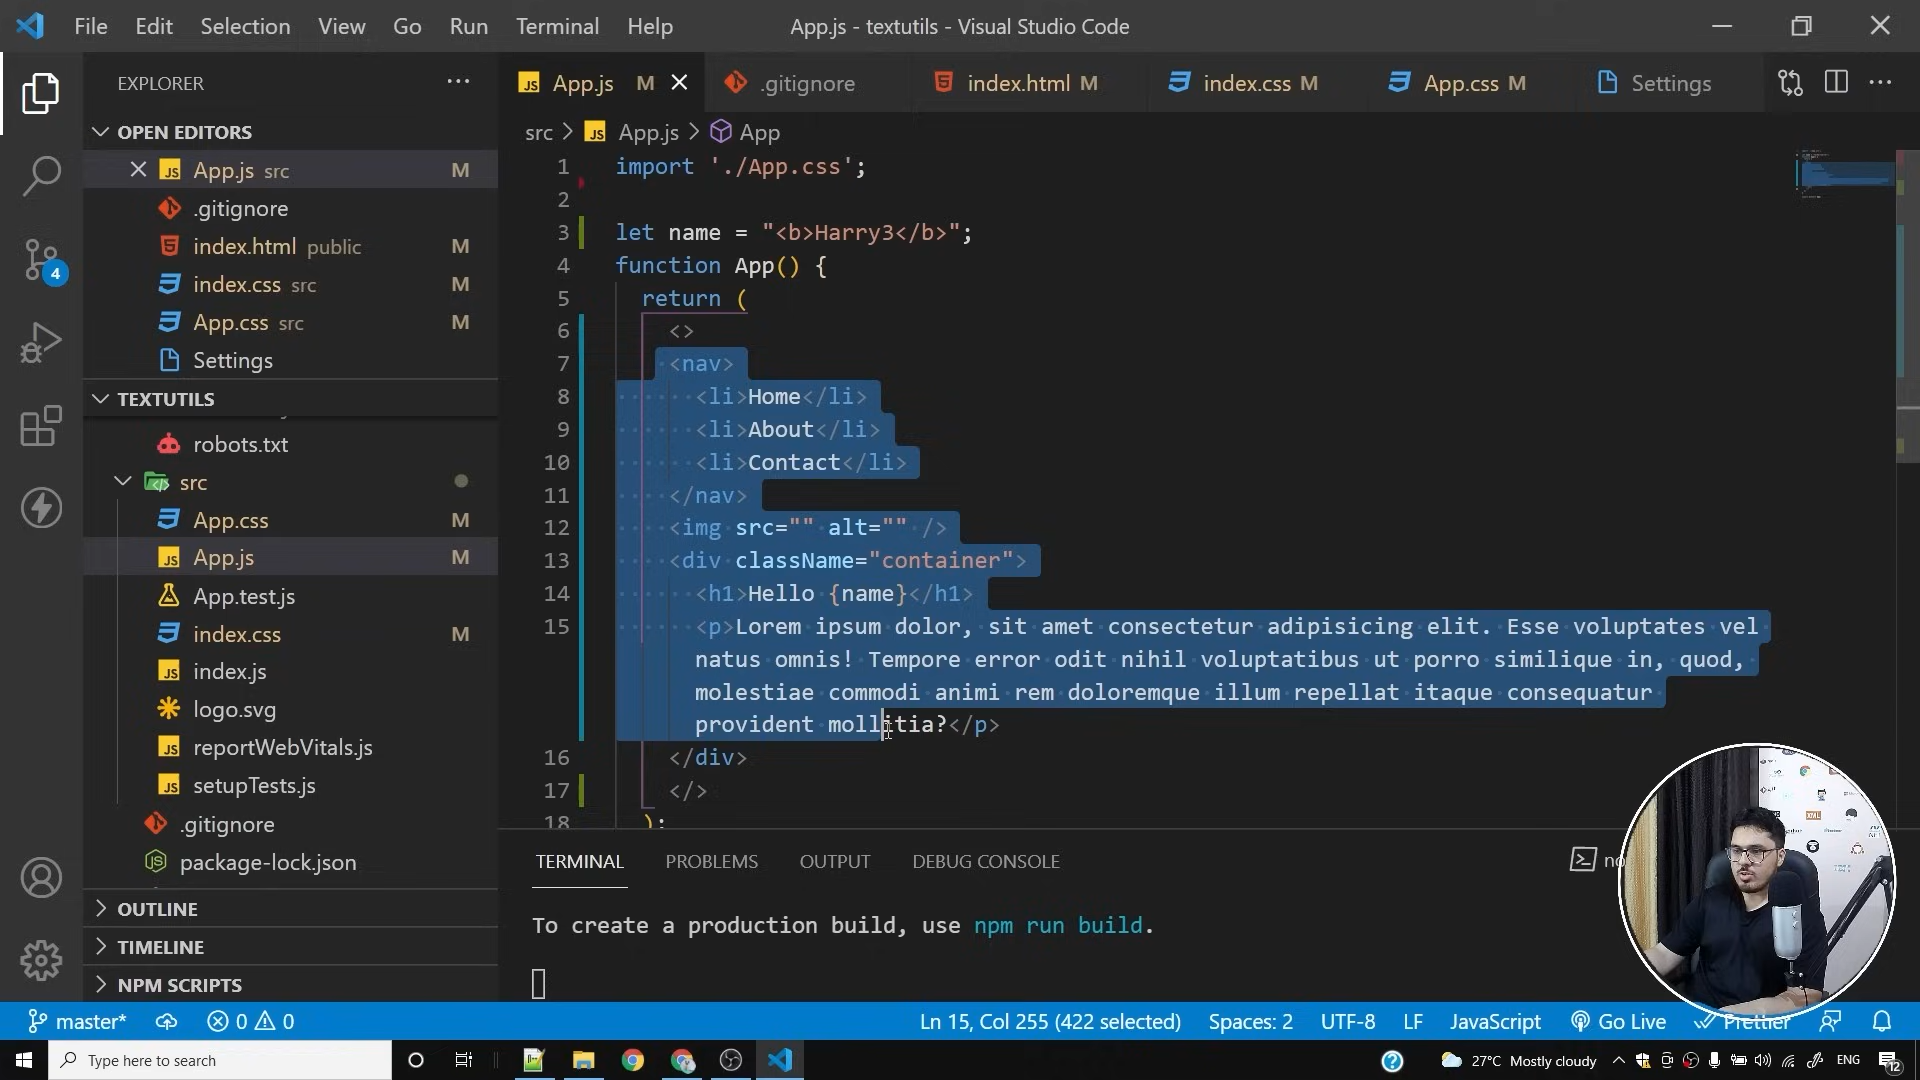 File Edit Selection View Go Run Terminal Help App.js - textutils - Visual Studio Code
EXPLORER
OPEN EDITORS
App.js src M
.gitignore
index.html public M
index.css src M
App.css src M
Settings
TEXTUTILS
robots.txt
src
App.css M
App.js M
App.test.js
index.css M
index.js
logo.svg
reportWebVitals.js
setupTests.js
.gitignore
package-lock.json
OUTLINE
TIMELINE
NPM SCRIPTS
4
App.js M .gitignore index.html M index.css M App.css M Settings
src > App.js > App
1 import './App.css';
2
3 let name = "<b>Harry3</b>";
4 function App() {
5 return (
6 <>
7 <nav>
8 <li>Home</li>
9 <li>About</li>
10 <li>Contact</li>
11 </nav>
12 <img src="" alt="" />
13 <div className="container">
14 <h1>Hello {name}</h1>
15 <p>Lorem ipsum dolor, sit amet consectetur adipisicing elit. Esse voluptates vel
natus omnis! Tempore error odit nihil voluptatibus ut porro similique in, quod,
molestiae commodi animi rem doloremque illum repellat itaque consequatur
provident mollitia?</p>
16 </div>
17 </>
18 );
TERMINAL PROBLEMS OUTPUT DEBUG CONSOLE
To create a production build, use npm run build.
master* 0 0 Ln 15, Col 255 (422 selected) Spaces: 2 UTF-8 LF JavaScript Go Live Prettier
Type here to search 27°C Mostly cloudy ENG 12